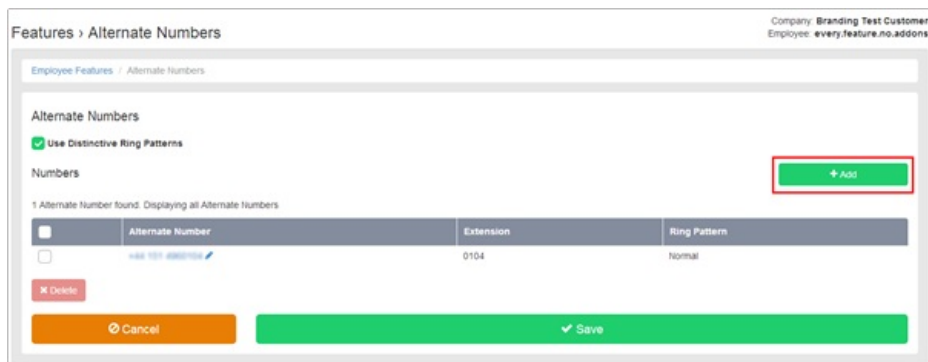 Company: Branding Test Customer
Features › Alternate Numbers
Employee: every.feature.no.addons
Employee Features / Alternate Numbers
Alternate Numbers
Use Distinctive Ring Patterns
Numbers
+ Add
1 Alternate Number found. Displaying all Alternate Numbers
Alternate Number Extension Ring Pattern
0104 Normal
Delete
Cancel Save